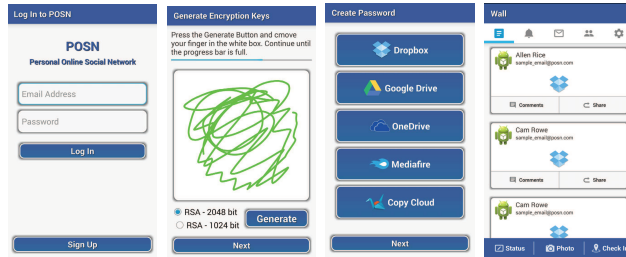 Log In to POSN
POSN
Personal Online Social Network
Email Address
Password
Log In
Sign Up
Generate Encryption Keys
Press the Generate Button and cmove
your finger in the white box. Continue until
the progress bar is full.
RSA - 2048 bit
RSA - 1024 bit
Generate
Next
Create Password
Dropbox
Google Drive
OneDrive
Mediafire
Copy Cloud
Next
Wall
Allen Rice
sample_email@posn.com
Comments
Share
Cam Rowe
sample_email@posn.com
Comments
Share
Cam Rowe
sample_email@posn.com
Status
Photo
Check In